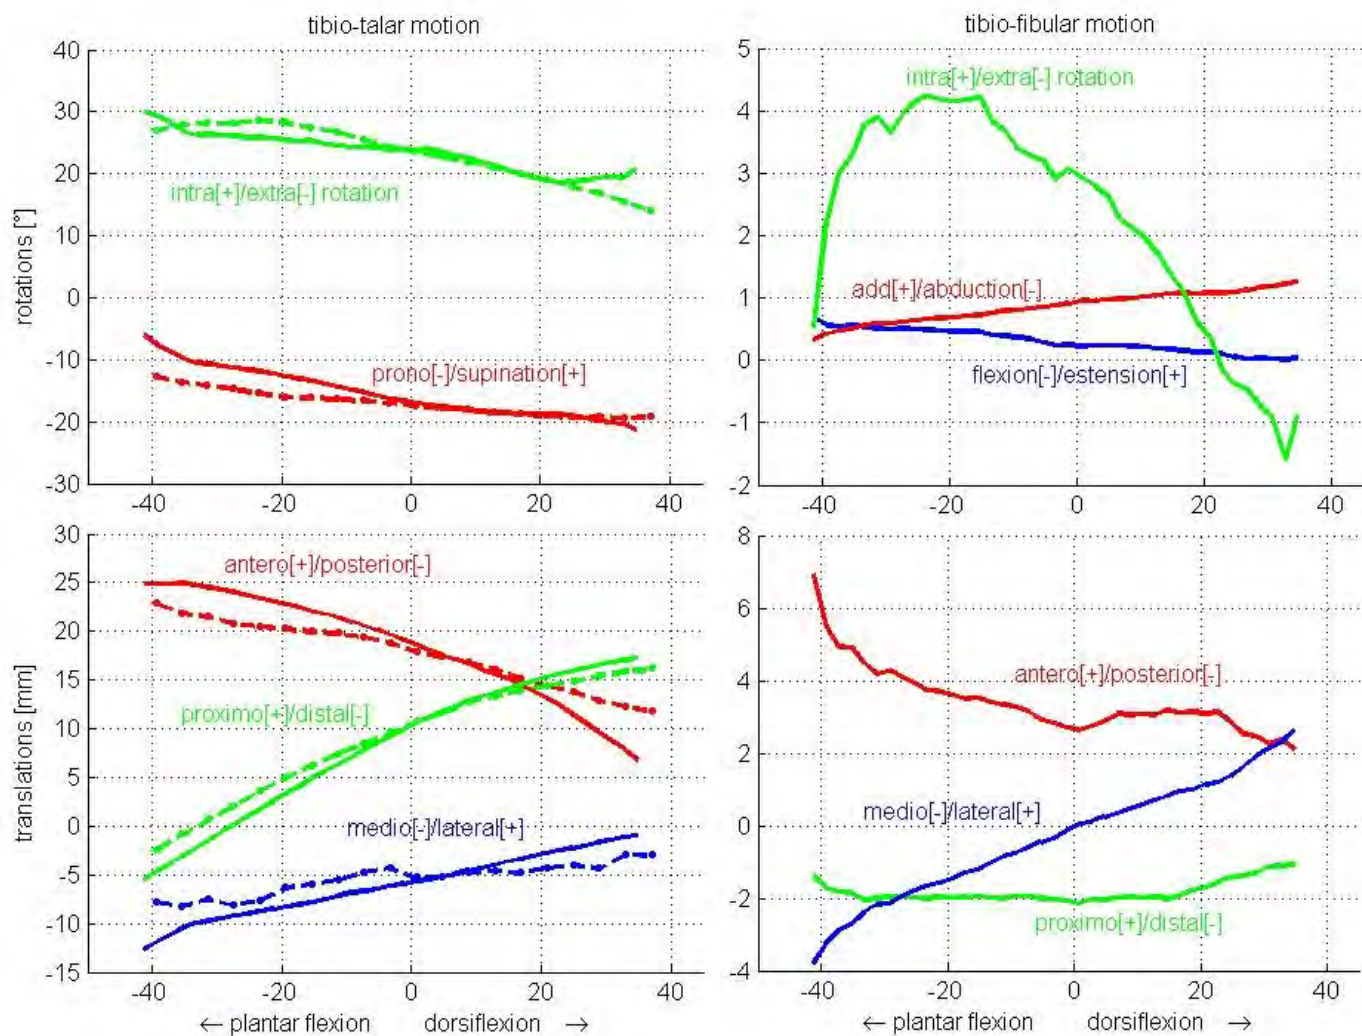 tibio-talar motion
40
30
20
10
0
-10
-20
-30
rotations [°]
intra[+]/extra[-] rotation
prono[-]/supination[+]
-40 -20 0 20 40
tibio-fibular motion
5
4
3
2
1
0
-1
-2
intra[+]/extra[-] rotation
add[+]/abduction[-]
flexion[-]/estension[+]
-40 -20 0 20 40
30
25
20
15
10
5
0
-5
-10
-15
translations [mm]
antero[+]/posterior[-]
proximo[+]/distal[-]
medio[-]/lateral[+]
-40 -20 0 20 40
← plantar flexion dorsiflexion →
8
6
4
2
0
-2
-4
antero[+]/posterior[-]
medio[-]/lateral[+]
proximo[+]/distal[-]
-40 -20 0 20 40
← plantar flexion dorsiflexion →